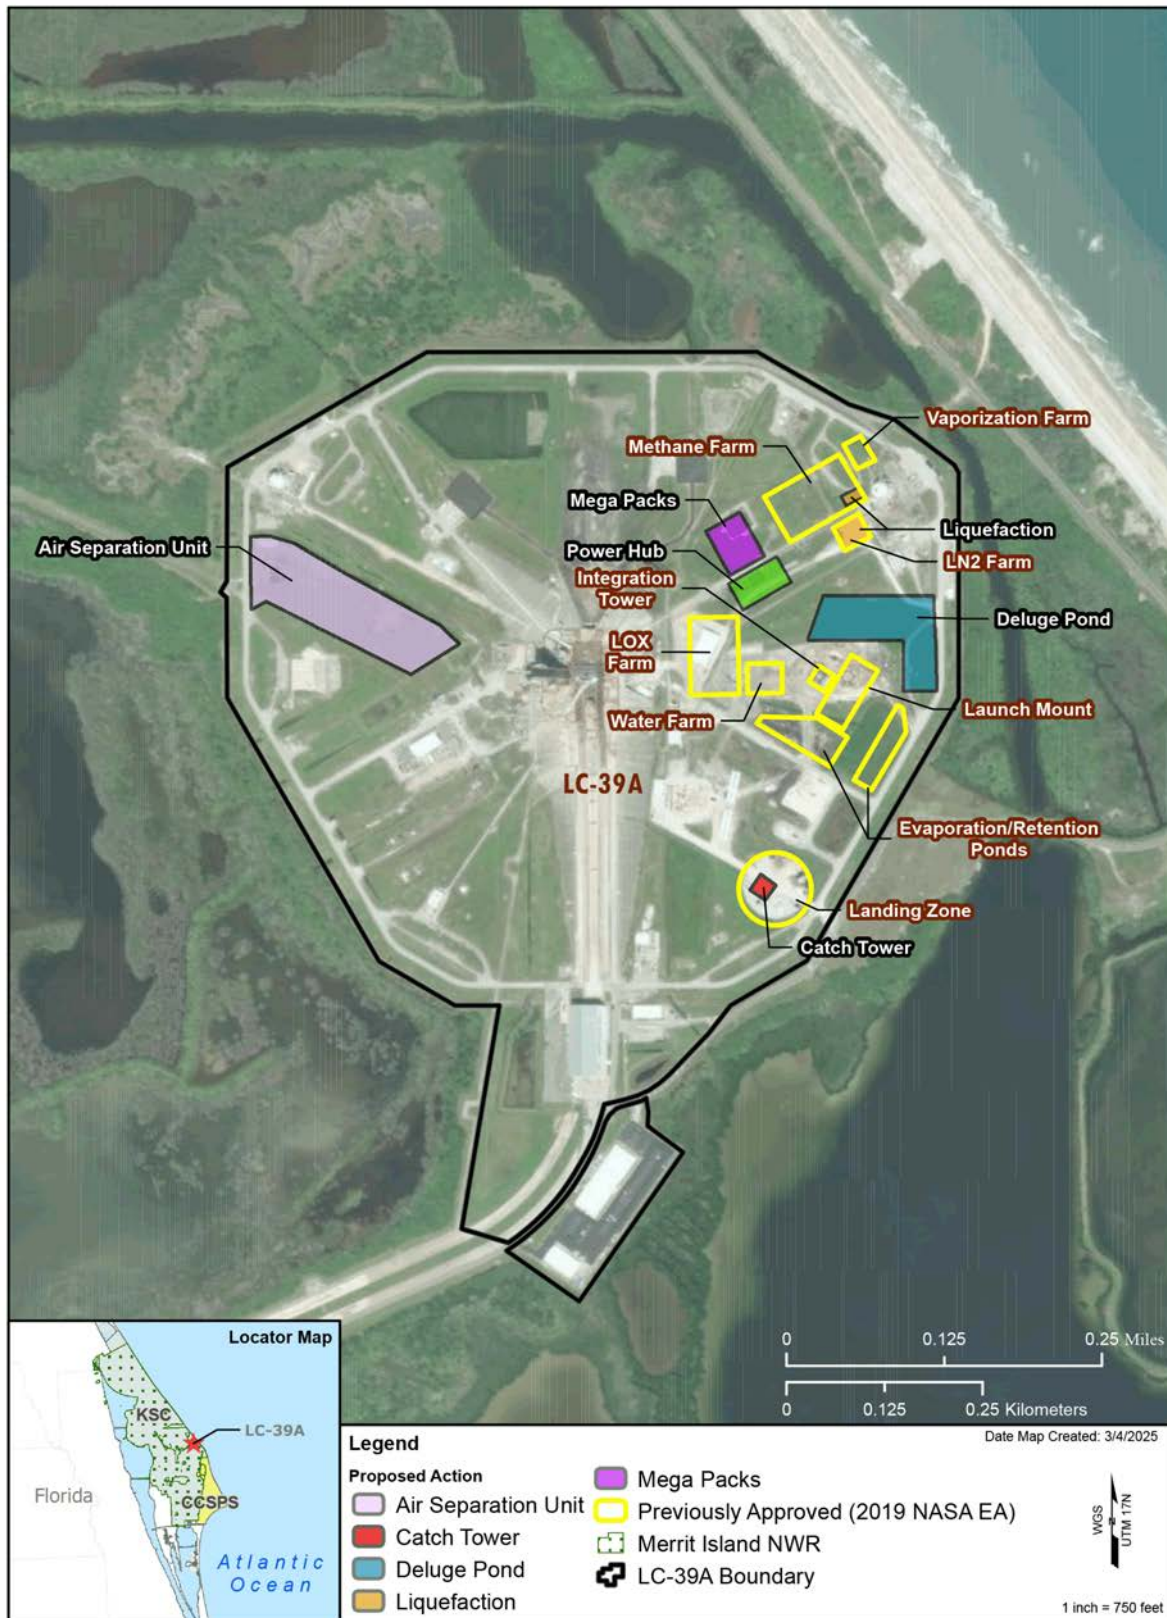 Vaporization Farm
Methane Farm
Mega Packs
Liquefaction
Air Separation Unit
Power Hub
LN2 Farm
Integration
Tower
Deluge Pond
LOX
Farm
Launch Mount
Water Farm
LC-39A
Evaporation/Retention
Ponds
Landing Zone
Catch Tower
Locator Map
KSC
LC-39A
Florida
CCSPS
Atlantic
Ocean
0 0.125 0.25 Miles
0 0.125 0.25 Kilometers
Date Map Created: 3/4/2025
Legend
Proposed Action
Air Separation Unit
Catch Tower
Deluge Pond
Liquefaction
Mega Packs
Previously Approved (2019 NASA EA)
Merrit Island NWR
LC-39A Boundary
WGS
N
UTM 17N
1 inch = 750 feet